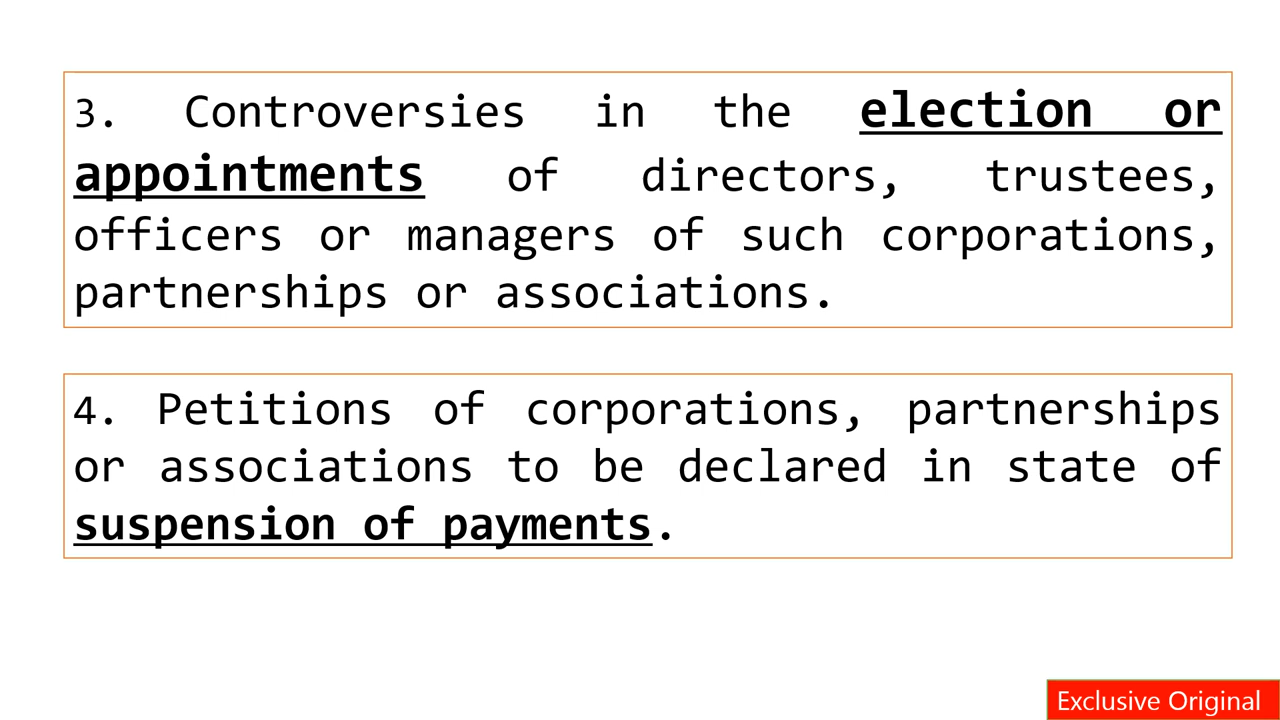 3. Controversies in the election or
appointments of directors, trustees,
officers or managers of such corporations,
partnerships or associations.
4. Petitions of corporations, partnerships
or associations to be declared in state of
suspension of payments.
Exclusive Original